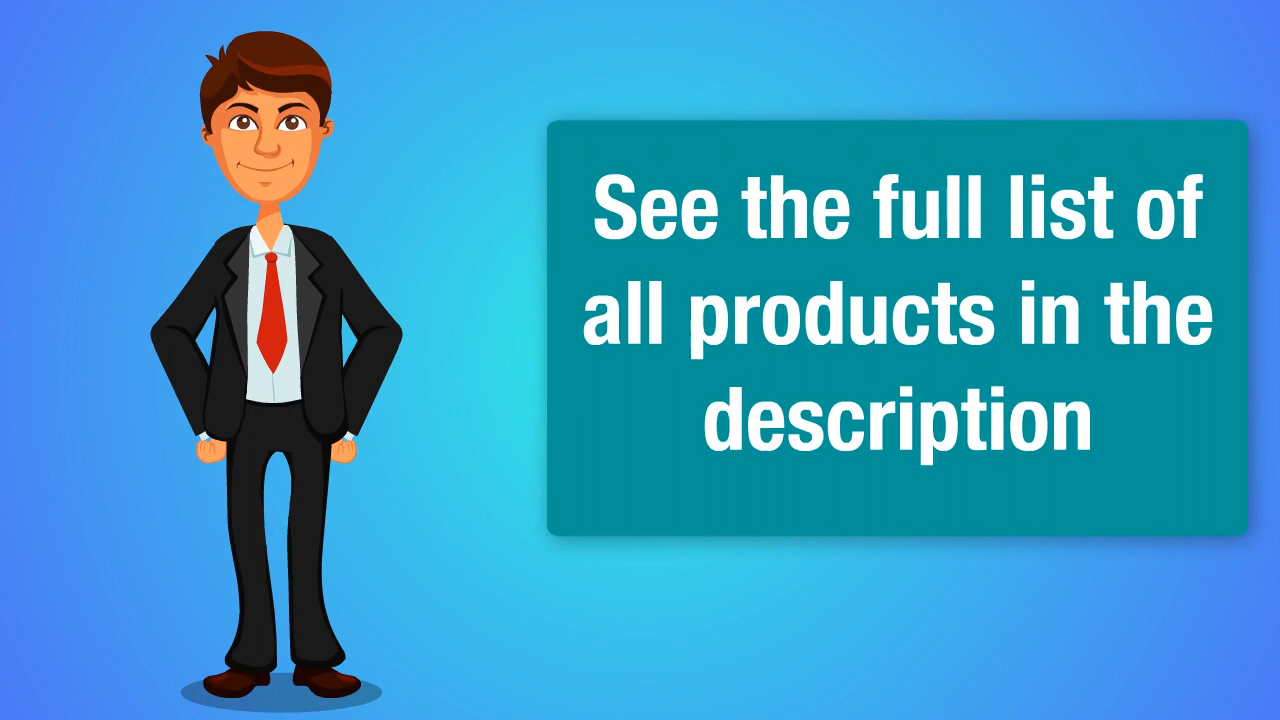 See the full list of
all products in the
description